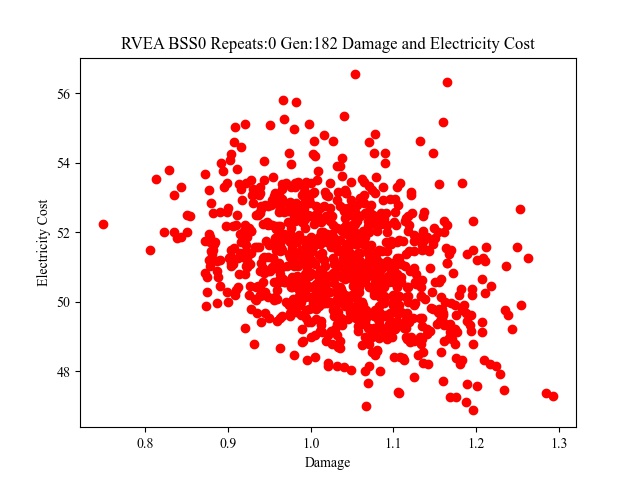 RVEA BSS0 Repeats:0 Gen:182 Damage and Electricity Cost
56
54
52
50
48
Electricity Cost
0.8 0.9 1.0 1.1 1.2 1.3
Damage